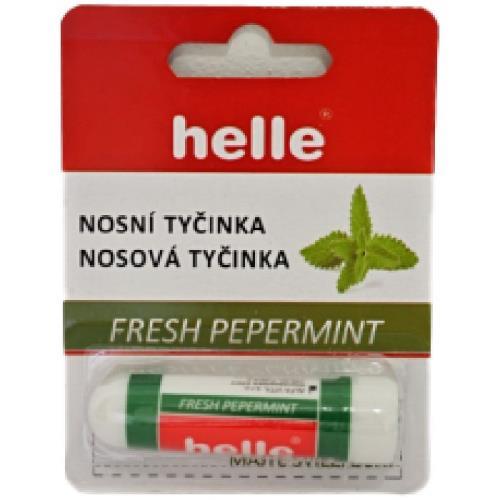 helle®
NOSNÍ TYČINKA
NOSOVÁ TYČINKA
FRESH PEPERMINT
FRESH PEPERMINT
helle